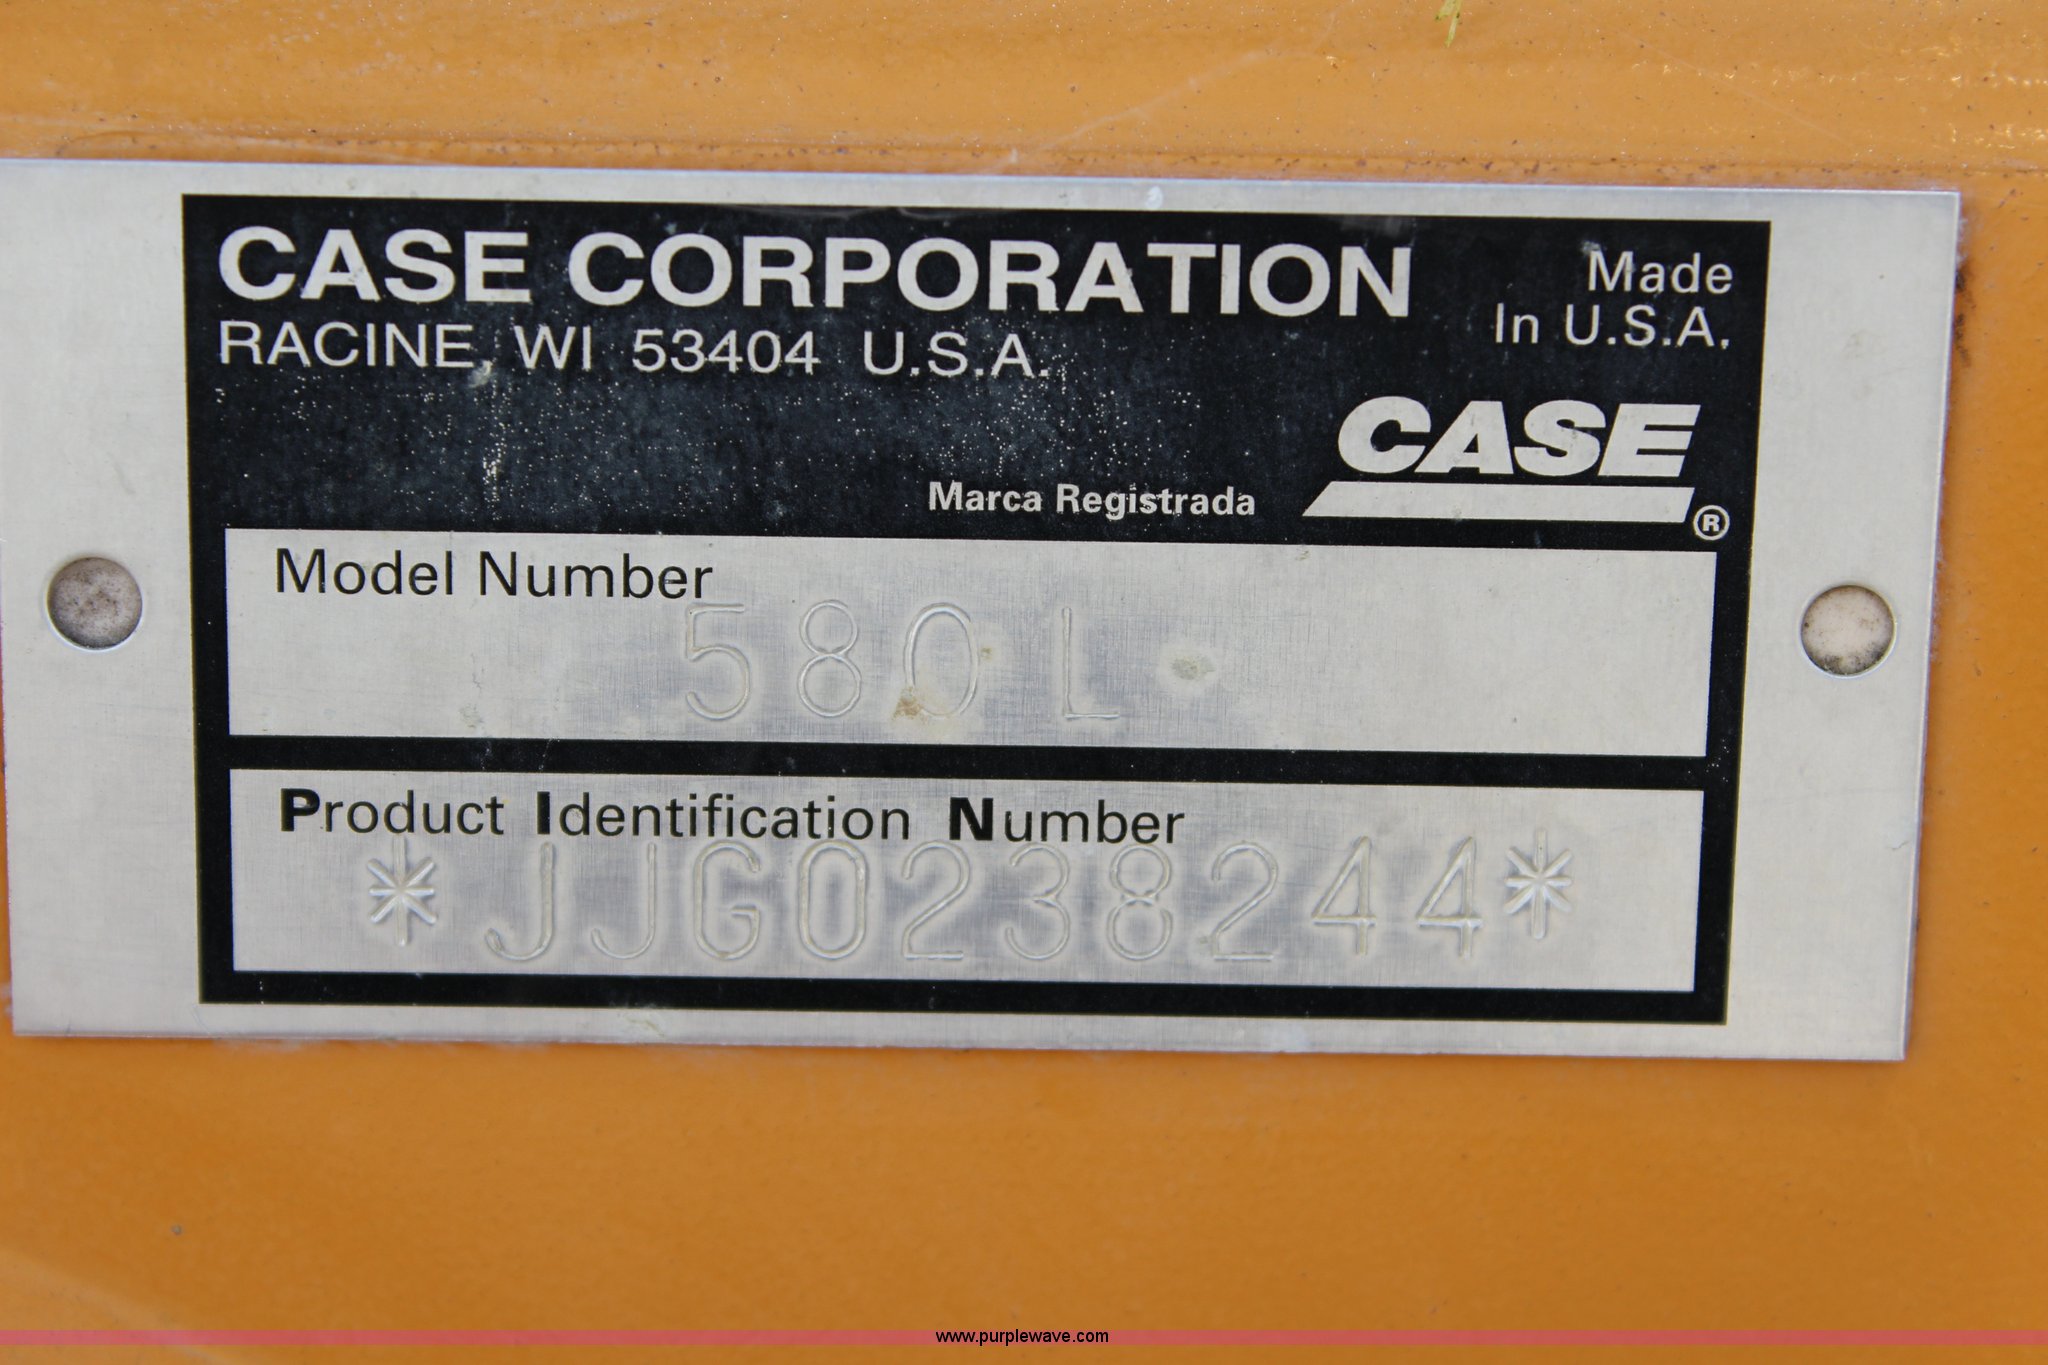 CASE CORPORATION
Made
In U.S.A.
RACINE, WI 53404 U.S.A.
CASE
Marca Registrada
®
Model Number
580 L
Product Identification Number
*JJG0238244*
www.purplewave.com